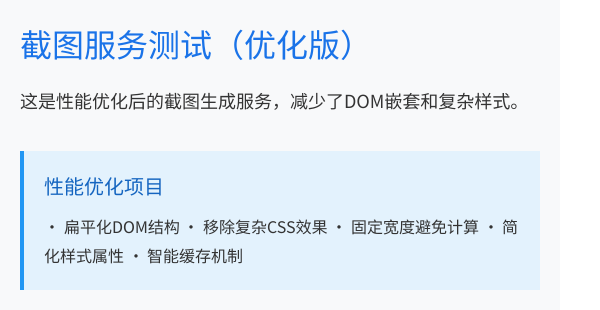 截图服务测试（优化版）
这是性能优化后的截图生成服务，减少了DOM嵌套和复杂样式。
性能优化项目
• 扁平化DOM结构 • 移除复杂CSS效果 • 固定宽度避免计算 • 简
化样式属性 • 智能缓存机制